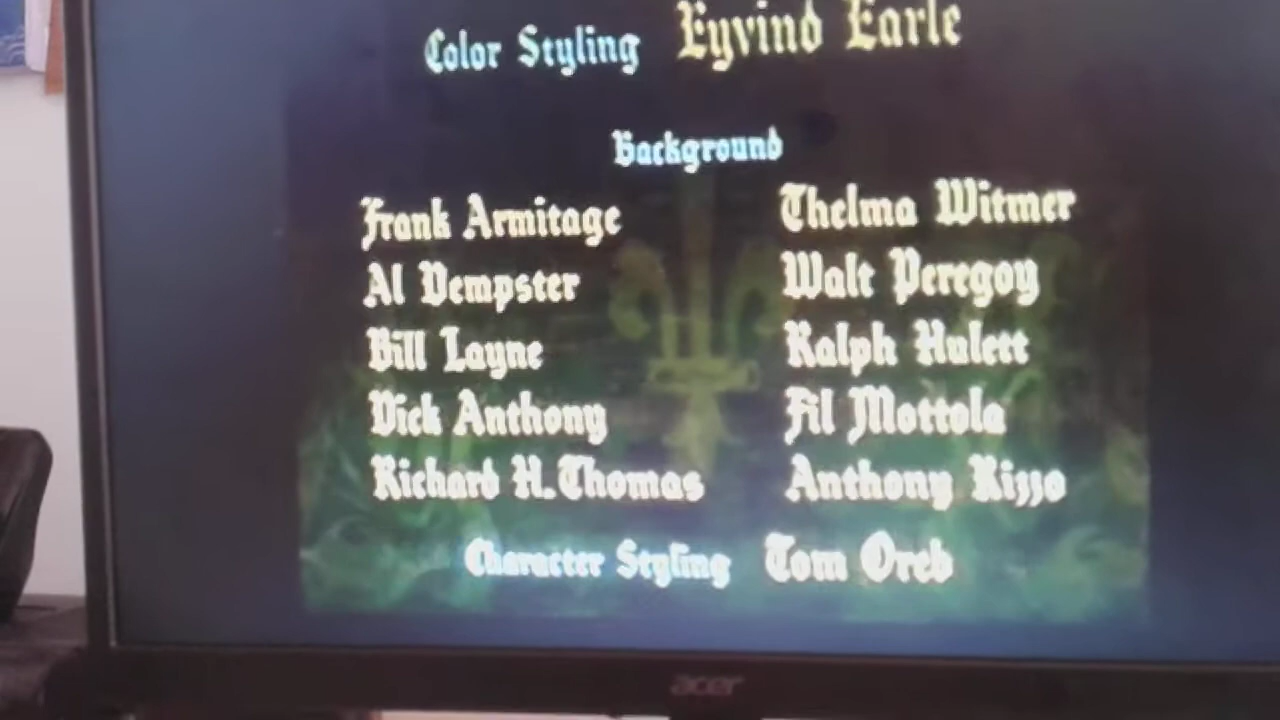 Color Styling Eyvind Earle
Background
Frank Armitage Thelma Witmer
Al Dempster Walt Peregoy
Bill Layne Ralph Hulett
Dick Anthony Fil Mottola
Richard H. Thomas Anthony Rizzo
Character Styling Tom Oreb
acer